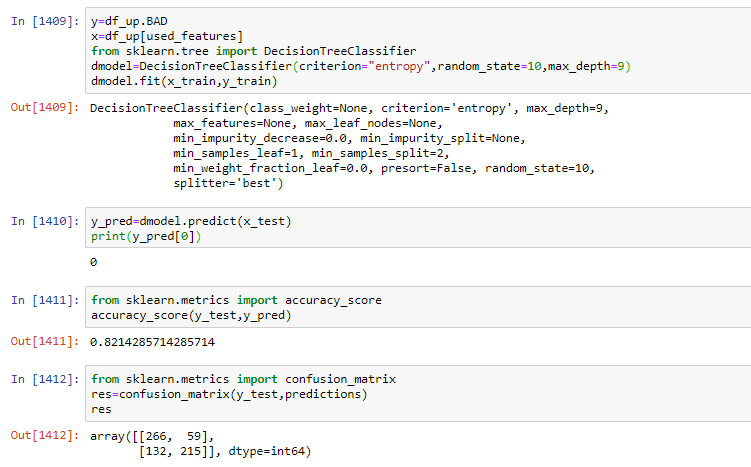 In [1409]: y=df_up.BAD
x=df_up[used_features]
from sklearn.tree import DecisionTreeClassifier
dmodel=DecisionTreeClassifier(criterion="entropy",random_state=10,max_depth=9)
dmodel.fit(x_train,y_train)
Out[1409]: DecisionTreeClassifier(class_weight=None, criterion='entropy', max_depth=9,
max_features=None, max_leaf_nodes=None,
min_impurity_decrease=0.0, min_impurity_split=None,
min_samples_leaf=1, min_samples_split=2,
min_weight_fraction_leaf=0.0, presort=False, random_state=10,
splitter='best')
In [1410]: y_pred=dmodel.predict(x_test)
print(y_pred[0])
0
In [1411]: from sklearn.metrics import accuracy_score
accuracy_score(y_test,y_pred)
Out[1411]: 0.8214285714285714
In [1412]: from sklearn.metrics import confusion_matrix
res=confusion_matrix(y_test,predictions)
res
Out[1412]: array([[266,  59],
[132, 215]], dtype=int64)